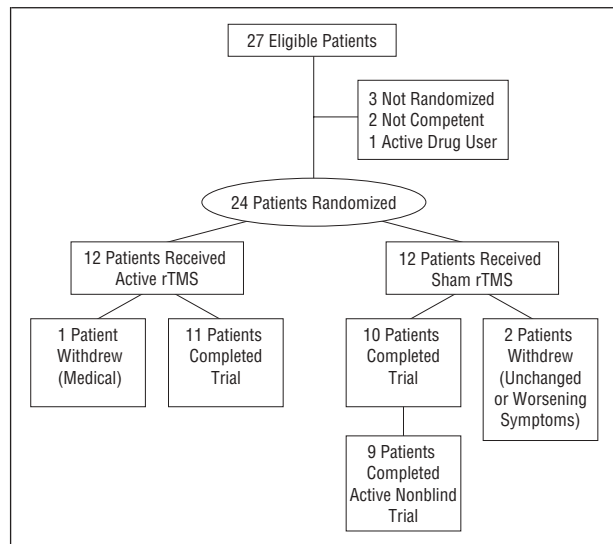 27 Eligible Patients
3 Not Randomized
2 Not Competent
1 Active Drug User
24 Patients Randomized
12 Patients Received
Active rTMS
12 Patients Received
Sham rTMS
1 Patient
Withdrew
(Medical)
11 Patients
Completed
Trial
10 Patients
Completed
Trial
2 Patients
Withdrew
(Unchanged
or Worsening
Symptoms)
9 Patients
Completed
Active Nonblind
Trial